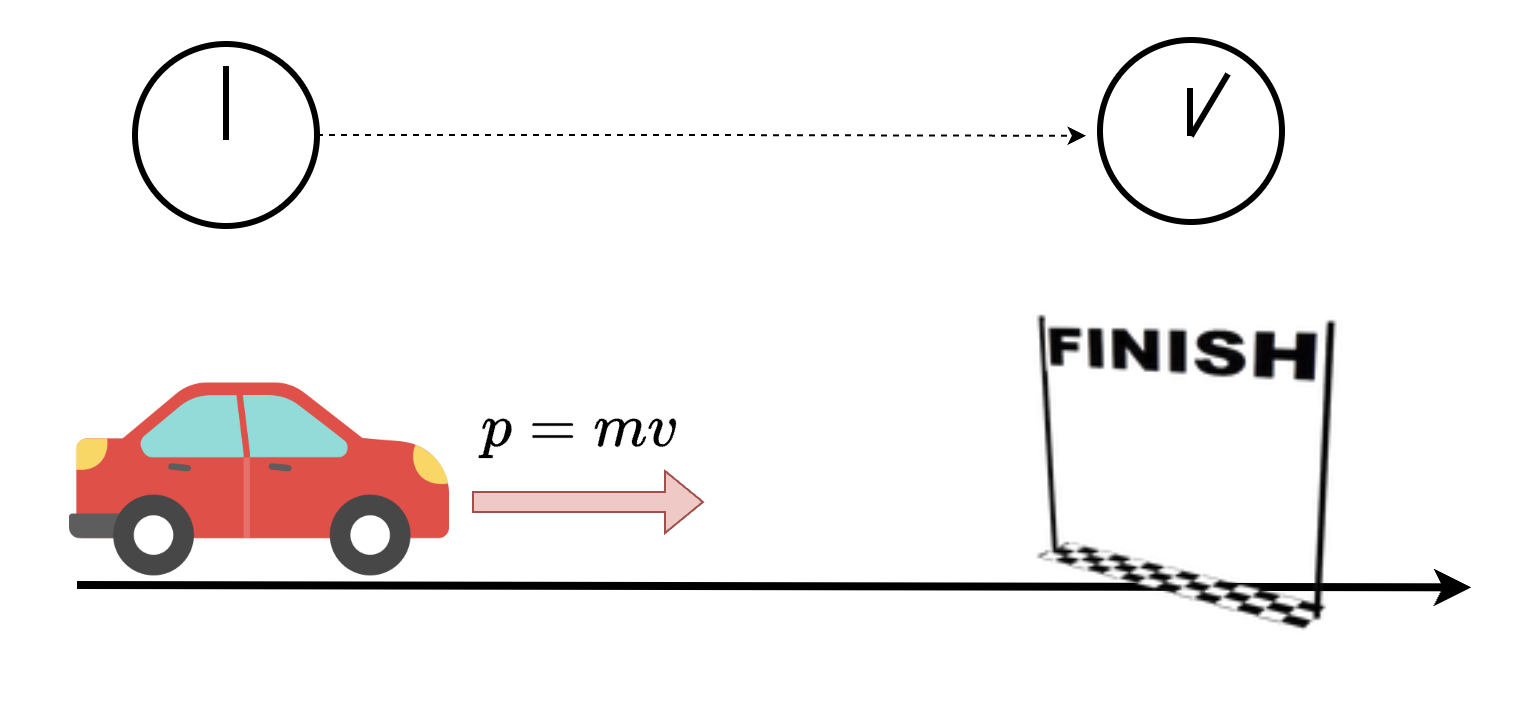 FINISH
p = mv